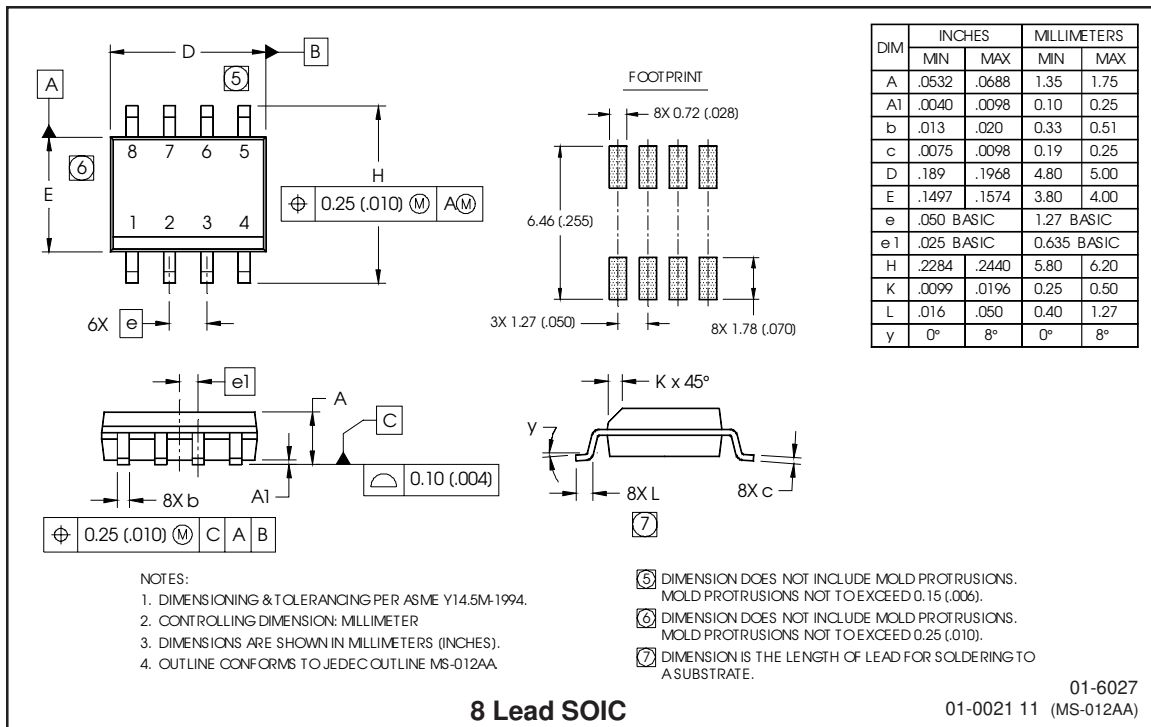 D
B
5
A
8 7 6 5
6
E
H
1 2 3 4
⌖ 0.25 (.010) Ⓜ AⓂ
6X e
FOOTPRINT
8X 0.72 (.028)
6.46 (.255)
3X 1.27 (.050)
8X 1.78 (.070)
DIM INCHES MILLIMETERS
MIN MAX MIN MAX
A .0532 .0688 1.35 1.75
A1 .0040 .0098 0.10 0.25
b .013 .020 0.33 0.51
c .0075 .0098 0.19 0.25
D .189 .1968 4.80 5.00
E .1497 .1574 3.80 4.00
e .050 BASIC 1.27 BASIC
e1 .025 BASIC 0.635 BASIC
H .2284 .2440 5.80 6.20
K .0099 .0196 0.25 0.50
L .016 .050 0.40 1.27
y 0° 8° 0° 8°
e1
A
C
A1
8X b
⌓ 0.10 (.004)
⌖ 0.25 (.010) Ⓜ C A B
K x 45°
y
8X L
7
8X c
NOTES:
1. DIMENSIONING & TOLERANCING PER ASME Y14.5M-1994.
2. CONTROLLING DIMENSION: MILLIMETER
3. DIMENSIONS ARE SHOWN IN MILLIMETERS (INCHES).
4. OUTLINE CONFORMS TO JEDEC OUTLINE MS-012AA.
5 DIMENSION DOES NOT INCLUDE MOLD PROTRUSIONS.
MOLD PROTRUSIONS NOT TO EXCEED 0.15 (.006).
6 DIMENSION DOES NOT INCLUDE MOLD PROTRUSIONS.
MOLD PROTRUSIONS NOT TO EXCEED 0.25 (.010).
7 DIMENSION IS THE LENGTH OF LEAD FOR SOLDERING TO
A SUBSTRATE.
8 Lead SOIC
01-6027
01-0021 11 (MS-012AA)